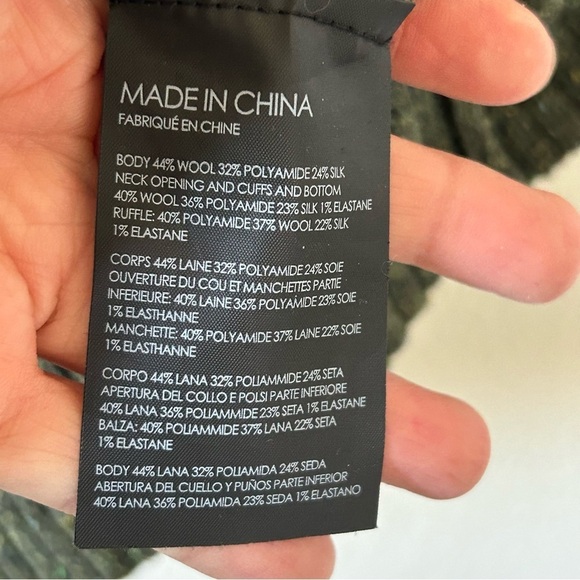 MADE IN CHINA
FABRIQUÉ EN CHINE
BODY 44% WOOL 32% POLYAMIDE 24% SILK
NECK OPENING AND CUFFS AND BOTTOM
40% WOOL 36% POLYAMIDE 23% SILK 1% ELASTANE
RUFFLE: 40% POLYAMIDE 37% WOOL 22% SILK
1% ELASTANE
CORPS 44% LAINE 32% POLYAMIDE 24% SOIE
OUVERTURE DU COU ET MANCHETTES PARTIE
INFERIEURE: 40% LAINE 36% POLYAMIDE 23% SOIE
1% ELASTHANNE
MANCHETTE: 40% POLYAMIDE 37% LAINE 22% SOIE
1% ELASTHANNE
CORPO 44% LANA 32% POLIAMMIDE 24% SETA
APERTURA DEL COLLO E POLSI PARTE INFERIORE
40% LANA 36% POLIAMMIDE 23% SETA 1% ELASTANE
BALZA: 40% POLIAMMIDE 37% LANA 22% SETA
1% ELASTANE
BODY 44% LANA 32% POLIAMIDA 24% SEDA
ABERTURA DEL CUELLO Y PUÑOS PARTE INFERIOR
40% LANA 36% POLIAMIDA 23% SEDA 1% ELASTANO